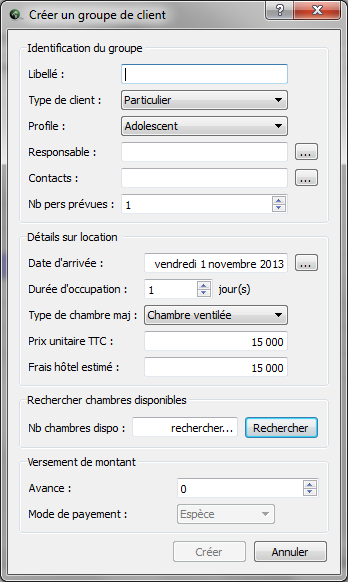 Créer un groupe de client
Identification du groupe
Libellé :
Type de client : Particulier
Profile : Adolescent
Responsable : ...
Contacts : ...
Nb pers prévues : 1
Détails sur location
Date d'arrivée : vendredi 1 novembre 2013 ...
Durée d'occupation : 1 jour(s)
Type de chambre maj : Chambre ventilée
Prix unitaire TTC : 15 000
Frais hôtel estimé : 15 000
Rechercher chambres disponibles
Nb chambres dispo : rechercher... Rechercher
Versement de montant
Avance : 0
Mode de payement : Espèce
Créer Annuler